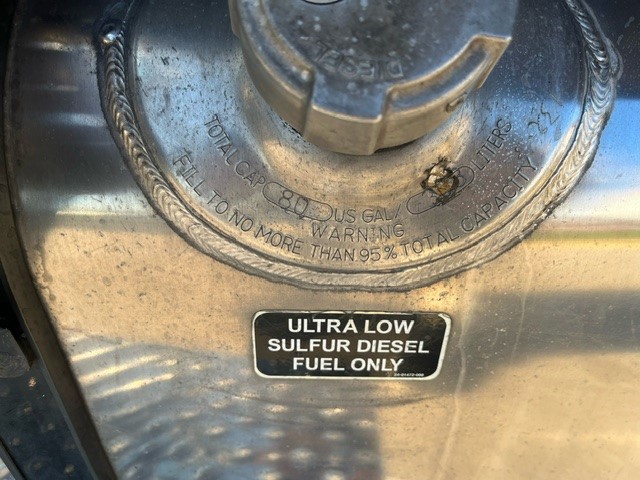 DIESEL
TOTAL CAP 80 US GAL/ LITERS
WARNING
FILL TO NO MORE THAN 95% TOTAL CAPACITY
ULTRA LOW
SULFUR DIESEL
FUEL ONLY